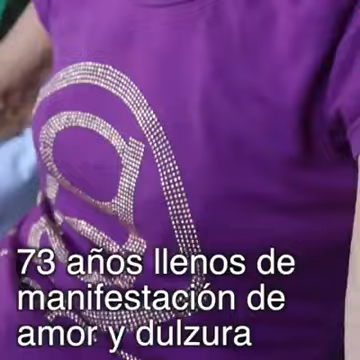 73 años llenos de
manifestación de
amor y dulzura